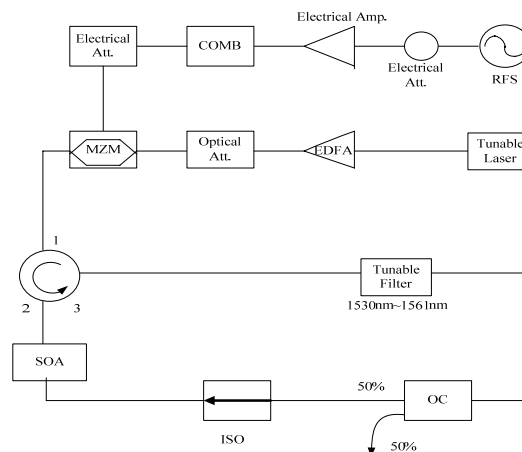 Electrical Amp.
Electrical
Att.
COMB
Electrical
Att.
RFS
MZM
Optical
Att.
EDFA
Tunable
Laser
1
2
3
Tunable
Filter
1530nm~1561nm
SOA
50%
OC
ISO
50%